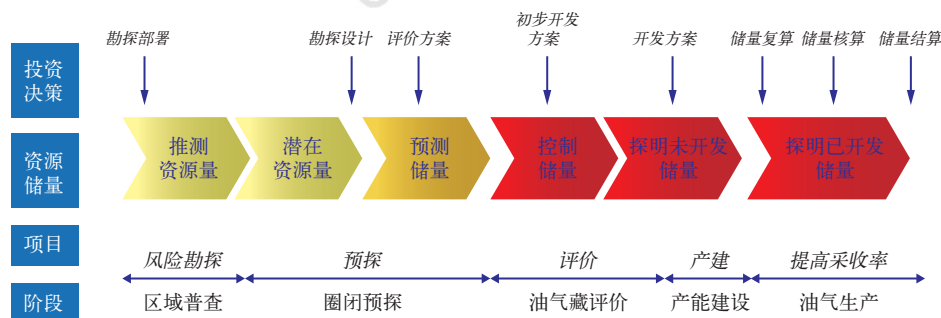 初步开发
勘探部署 勘探设计 评价方案 方案 开发方案 储量复算 储量核算 储量结算
投资
决策
推测 潜在 预测 控制 探明未开发 探明已开发
资源量 资源量 储量 储量 储量 储量
资源
储量
项目
风险勘探 预探 评价 产建 提高采收率
阶段
区域普查 圈闭预探 油气藏评价 产能建设 油气生产